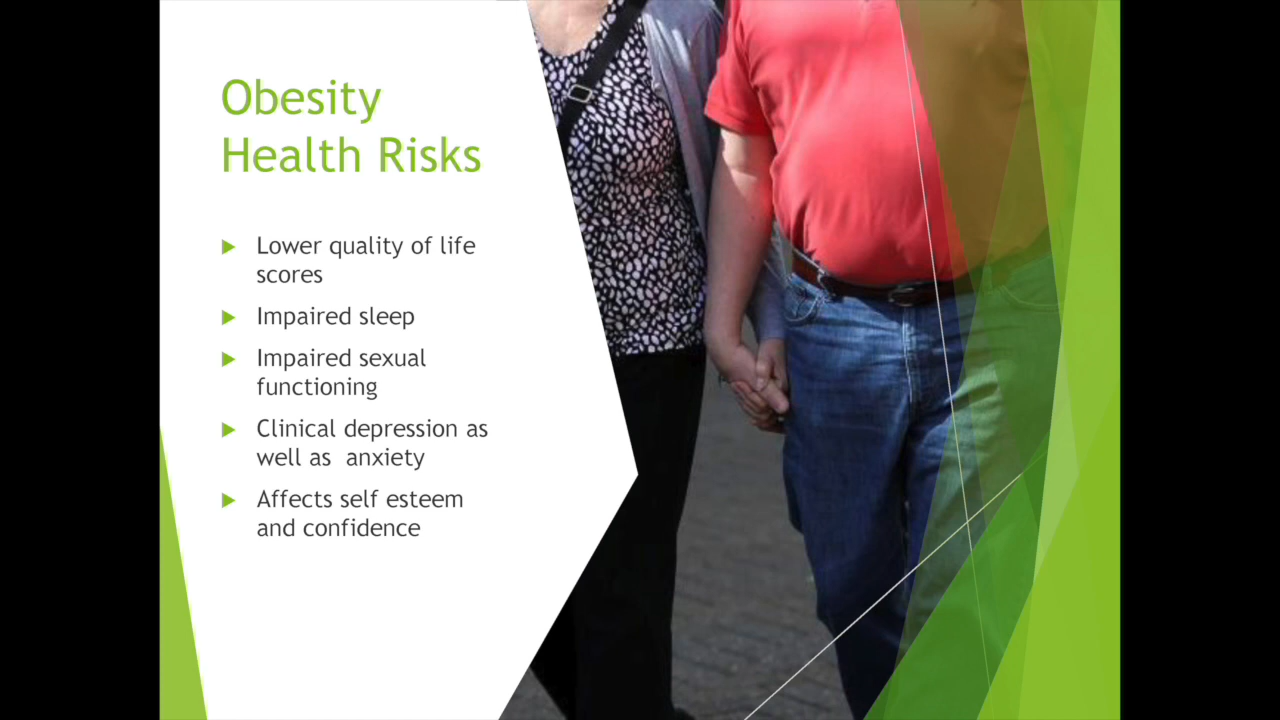 Obesity
Health Risks
Lower quality of life
scores
Impaired sleep
Impaired sexual
functioning
Clinical depression as
well as  anxiety
Affects self esteem
and confidence